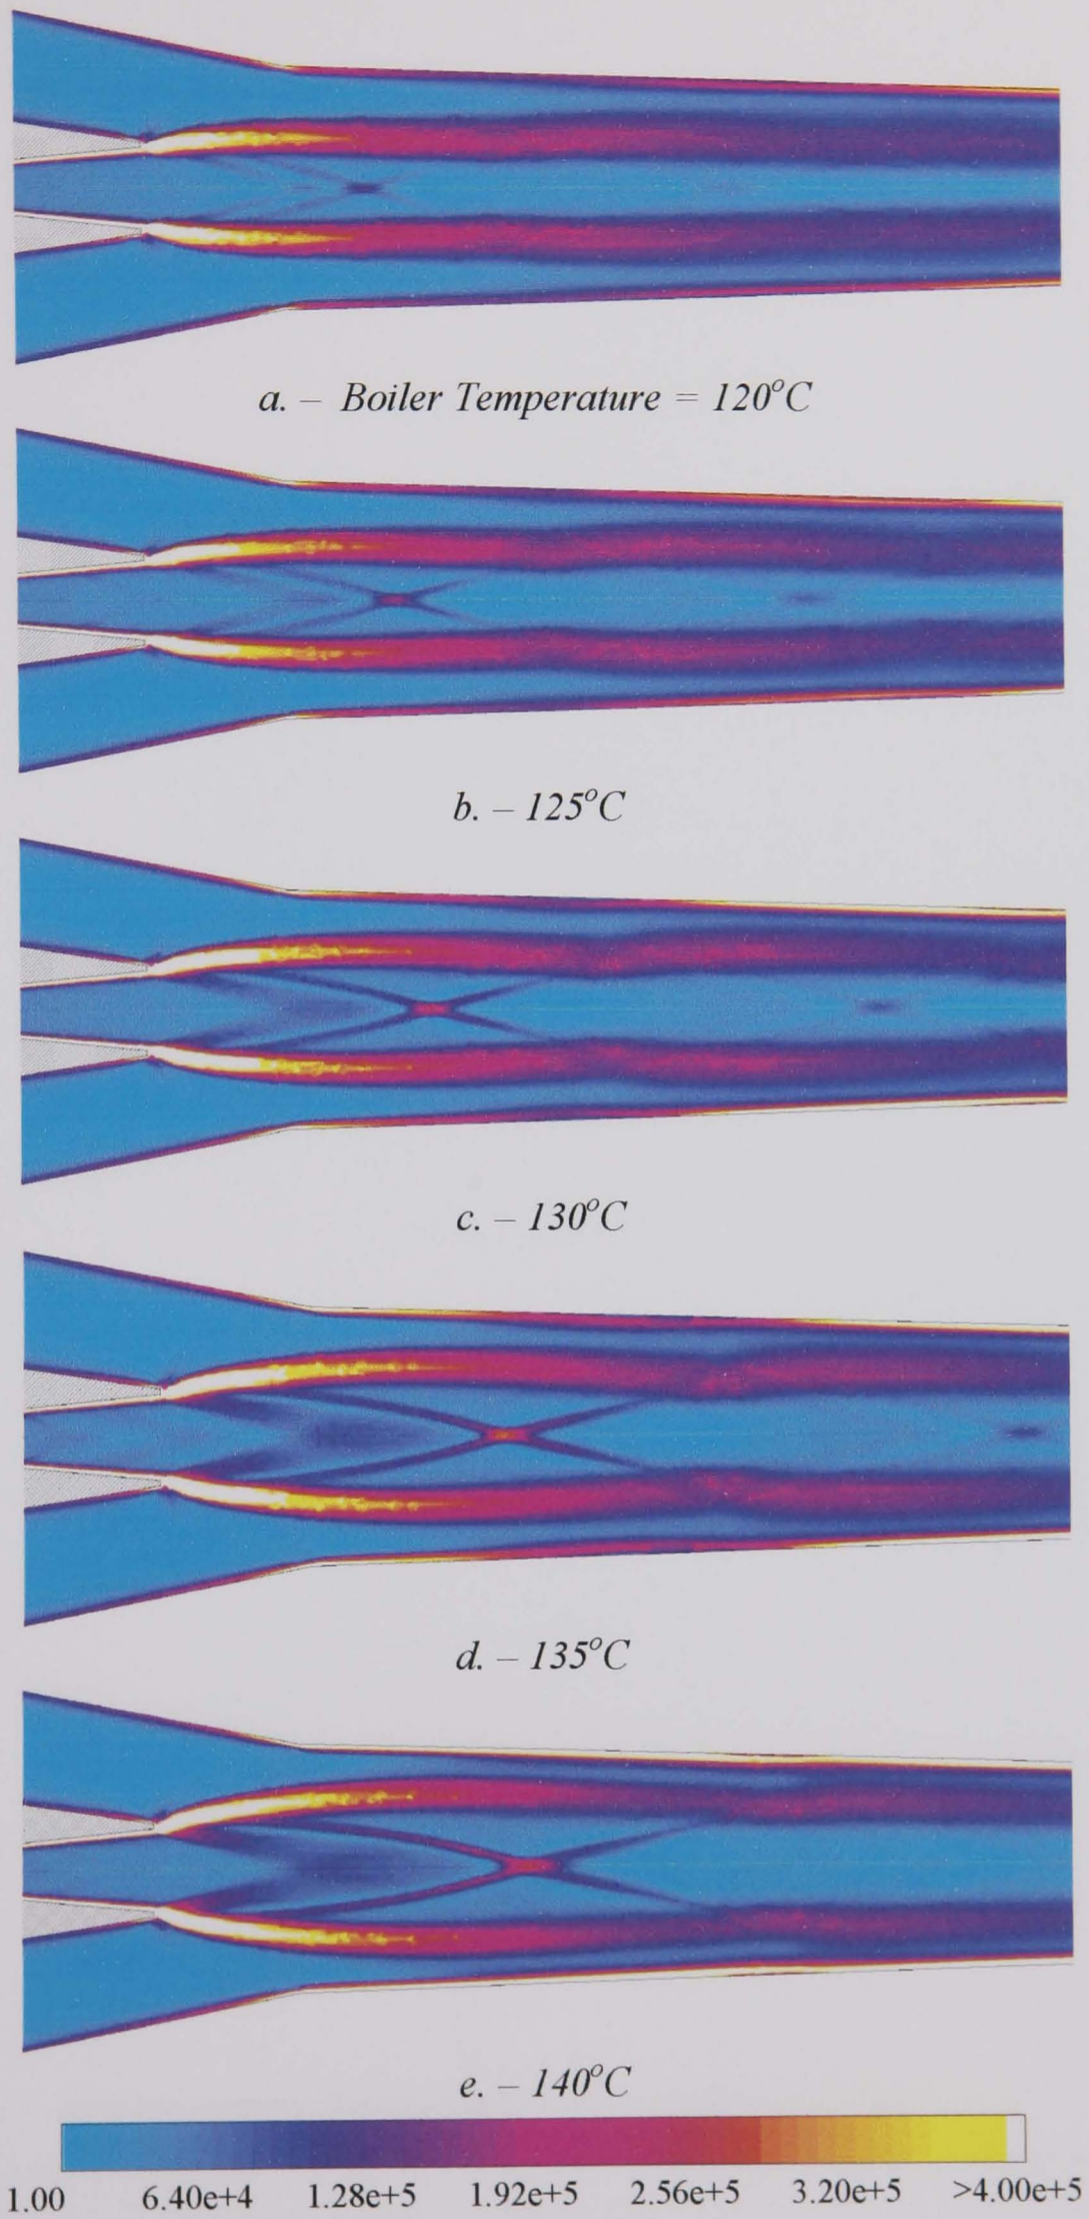 a. – Boiler Temperature = 120°C
b. – 125°C
c. – 130°C
d. – 135°C
e. – 140°C
1.00 6.40e+4 1.28e+5 1.92e+5 2.56e+5 3.20e+5 >4.00e+5